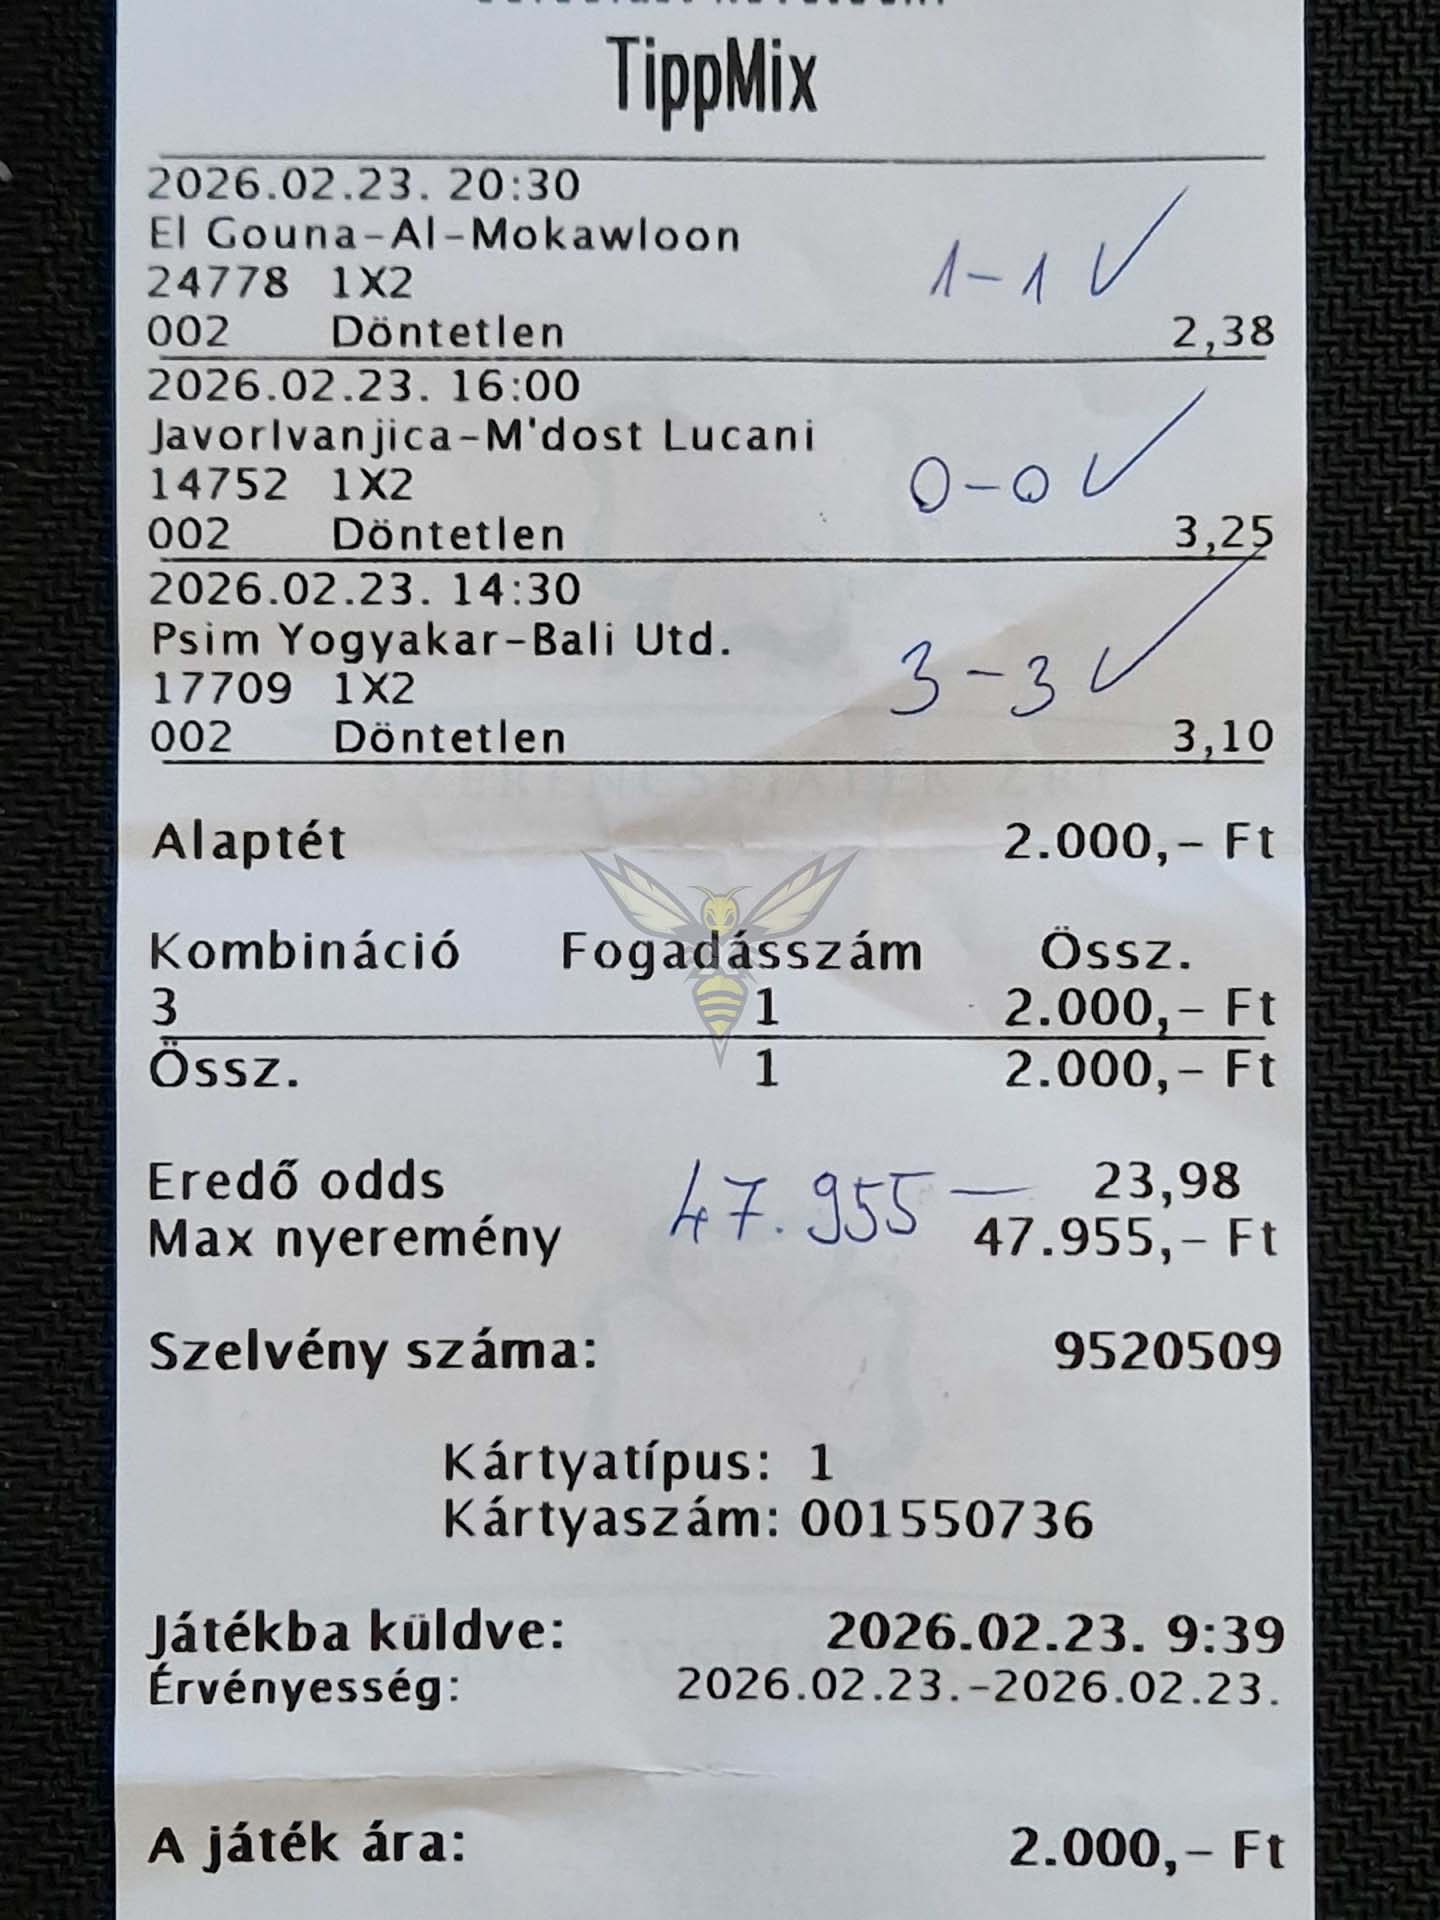 TippMix
2026.02.23. 20:30
El Gouna-Al-Mokawloon
24778 1X2 1-1 ✓
002 Döntetlen 2,38
2026.02.23. 16:00
JavorIvanjica-M'dost Lucani
14752 1X2 0-0 ✓
002 Döntetlen 3,25
2026.02.23. 14:30
Psim Yogyakar-Bali Utd.
17709 1X2 3-3 ✓
002 Döntetlen 3,10
Alaptét 2.000,- Ft
Kombináció Fogadásszám Össz.
3 1 2.000,- Ft
Össz. 1 2.000,- Ft
Eredő odds 23,98
47.955-
Max nyeremény 47.955,- Ft
Szelvény száma: 9520509
Kártyatípus: 1
Kártyaszám: 001550736
Játékba küldve: 2026.02.23. 9:39
Érvényesség: 2026.02.23.-2026.02.23.
A játék ára: 2.000,- Ft